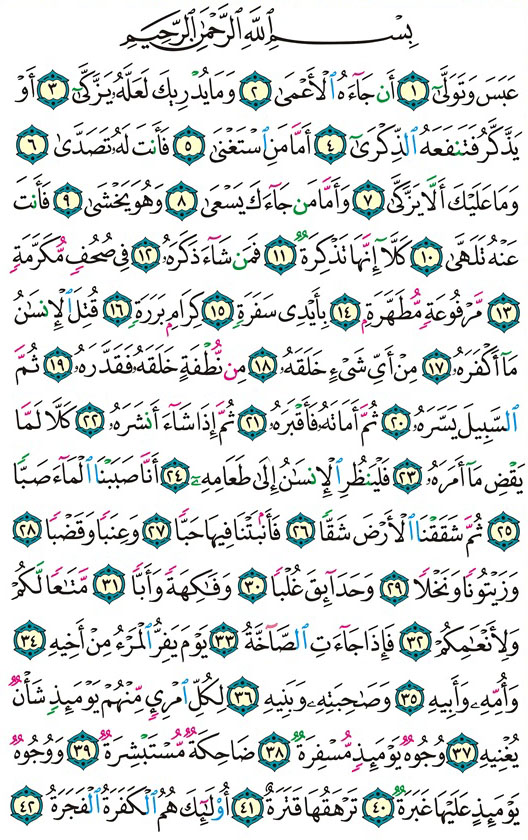 بِسْمِ ٱللَّهِ ٱلرَّحْمَٰنِ ٱلرَّحِيمِ
عَبَسَ وَتَوَلَّىٰٓ ١ أَن جَآءَهُ ٱلْأَعْمَىٰ ٢ وَمَا يُدْرِيكَ لَعَلَّهُۥ يَزَّكَّىٰٓ ٣ أَوْ
يَذَّكَّرُ فَتَنفَعَهُ ٱلذِّكْرَىٰٓ ٤ أَمَّا مَنِ ٱسْتَغْنَىٰ ٥ فَأَنتَ لَهُۥ تَصَدَّىٰ ٦
وَمَا عَلَيْكَ أَلَّا يَزَّكَّىٰ ٧ وَأَمَّا مَن جَآءَكَ يَسْعَىٰ ٨ وَهُوَ يَخْشَىٰ ٩ فَأَنتَ
عَنْهُ تَلَهَّىٰ ١٠ كَلَّآ إِنَّهَا تَذْكِرَةٌ ١١ فَمَن شَآءَ ذَكَرَهُۥ ١٢ فِى صُحُفٍ مُّكَرَّمَةٍ
١٣ مَّرْفُوعَةٍ مُّطَهَّرَةٍۭ ١٤ بِأَيْدِى سَفَرَةٍ ١٥ كِرَامٍۭ بَرَرَةٍ ١٦ قُتِلَ ٱلْإِنسَٰنُ
مَآ أَكْفَرَهُۥ ١٧ مِنْ أَىِّ شَىْءٍ خَلَقَهُۥ ١٨ مِن نُّطْفَةٍ خَلَقَهُۥ فَقَدَّرَهُۥ ١٩ ثُمَّ
ٱلسَّبِيلَ يَسَّرَهُۥ ٢٠ ثُمَّ أَمَاتَهُۥ فَأَقْبَرَهُۥ ٢١ ثُمَّ إِذَا شَآءَ أَنشَرَهُۥ ٢٢ كَلَّا لَمَّا
يَقْضِ مَآ أَمَرَهُۥ ٢٣ فَلْيَنظُرِ ٱلْإِنسَٰنُ إِلَىٰ طَعَامِهِۦٓ ٢٤ أَنَّا صَبَبْنَا ٱلْمَآءَ صَبًّا
٢٥ ثُمَّ شَقَقْنَا ٱلْأَرْضَ شَقًّا ٢٦ فَأَنۢبَتْنَا فِيهَا حَبًّا ٢٧ وَعِنَبًا وَقَضْبًا ٢٨
وَزَيْتُونًا وَنَخْلًا ٢٩ وَحَدَآئِقَ غُلْبًا ٣٠ وَفَٰكِهَةً وَأَبًّا ٣١ مَّتَٰعًا لَّكُمْ
وَلِأَنْعَٰمِكُمْ ٣٢ فَإِذَا جَآءَتِ ٱلصَّآخَّةُ ٣٣ يَوْمَ يَفِرُّ ٱلْمَرْءُ مِنْ أَخِيهِ ٣٤
وَأُمِّهِۦ وَأَبِيهِ ٣٥ وَصَٰحِبَتِهِۦ وَبَنِيهِ ٣٦ لِكُلِّ ٱمْرِئٍ مِّنْهُمْ يَوْمَئِذٍ شَأْنٌ
يُغْنِيهِ ٣٧ وُجُوهٌ يَوْمَئِذٍ مُّسْفِرَةٌ ٣٨ ضَاحِكَةٌ مُّسْتَبْشِرَةٌ ٣٩ وَوُجُوهٌ
يَوْمَئِذٍ عَلَيْهَا غَبَرَةٌ ٤٠ تَرْهَقُهَا قَتَرَةٌ ٤١ أُو۟لَٰٓئِكَ هُمُ ٱلْكَفَرَةُ ٱلْفَجَرَةُ ٤٢